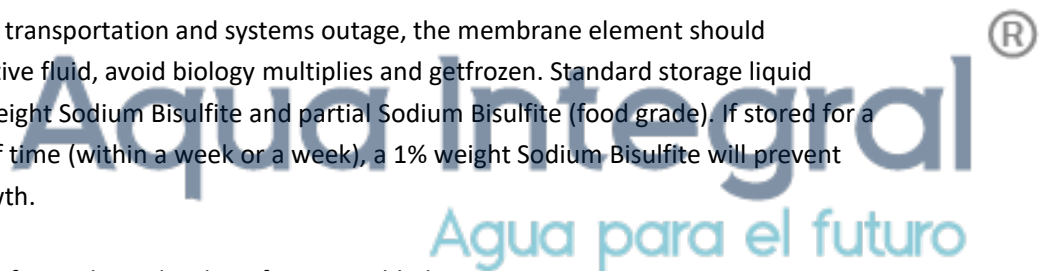 transportation and systems outage, the membrane element should
tive fluid, avoid biology multiplies and getfrozen. Standard storage liquid
eight Sodium Bisulfite and partial Sodium Bisulfite (food grade). If stored for a
f time (within a week or a week), a 1% weight Sodium Bisulfite will prevent
vth.
Aqua Integral ®
Agua para el futuro